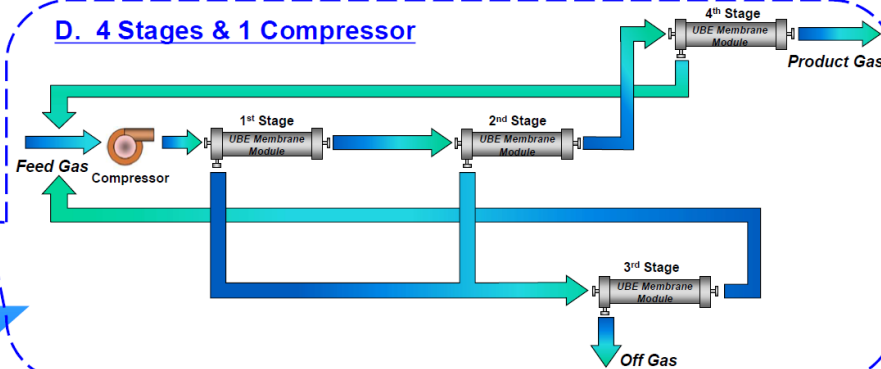 D. 4 Stages & 1 Compressor
4th Stage
UBE Membrane
Module
Product Gas
1st Stage
UBE Membrane
Module
2nd Stage
UBE Membrane
Module
Feed Gas
Compressor
3rd Stage
UBE Membrane
Module
Off Gas